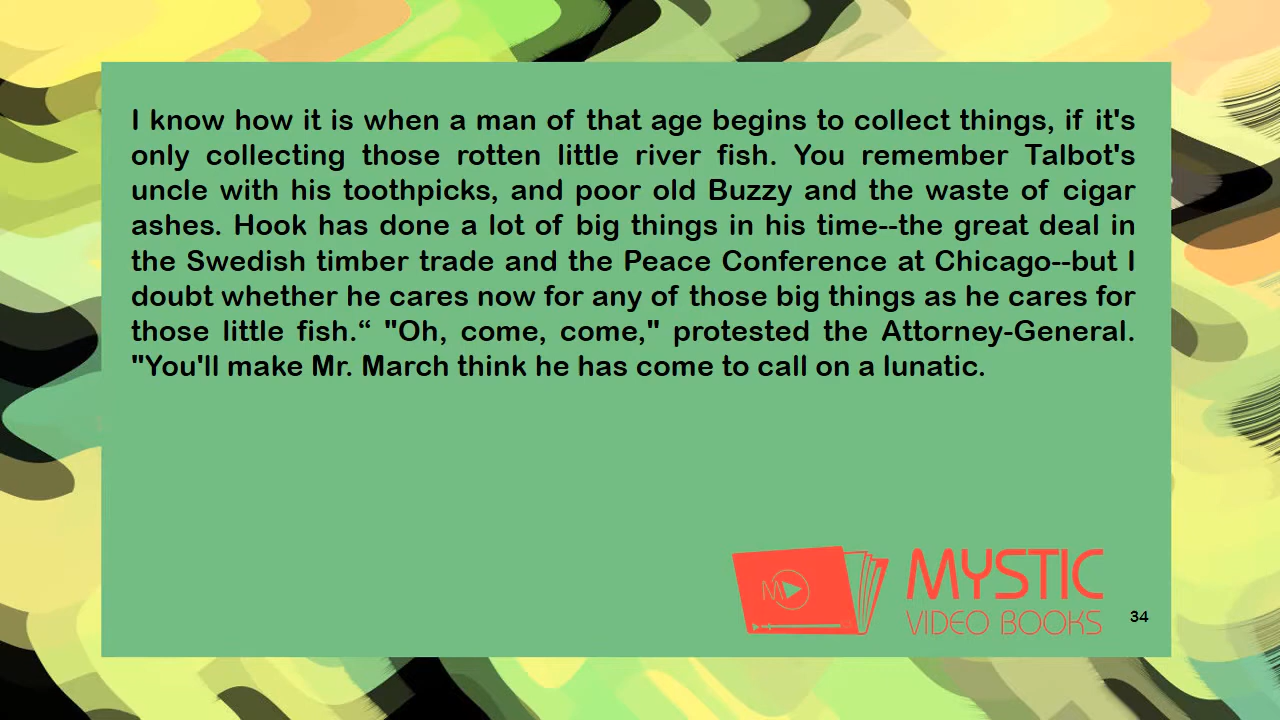 I know how it is when a man of that age begins to collect things, if it's
only collecting those rotten little river fish. You remember Talbot's
uncle with his toothpicks, and poor old Buzzy and the waste of cigar
ashes. Hook has done a lot of big things in his time--the great deal in
the Swedish timber trade and the Peace Conference at Chicago--but I
doubt whether he cares now for any of those big things as he cares for
those little fish.“ "Oh, come, come," protested the Attorney-General.
"You'll make Mr. March think he has come to call on a lunatic.
M
MYSTIC
VIDEO BOOKS
34